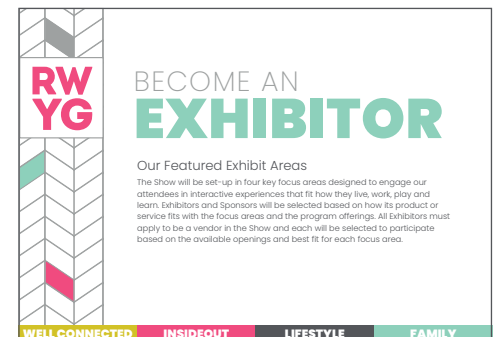 RW
YG
BECOME AN
EXHIBITOR
Our Featured Exhibit Areas
The Show will be set-up in four key focus areas designed to engage our
attendees in interactive experiences that fit how they live, work, play and
learn. Exhibitors and Sponsors will be selected based on how its product or
service fits with the focus areas and the program offerings. All Exhibitors must
apply to be a vendor in the Show and each will be selected to participate
based on the available openings and best fit for each focus area.
WELL CONNECTED INSIDEOUT LIFESTYLE FAMILY